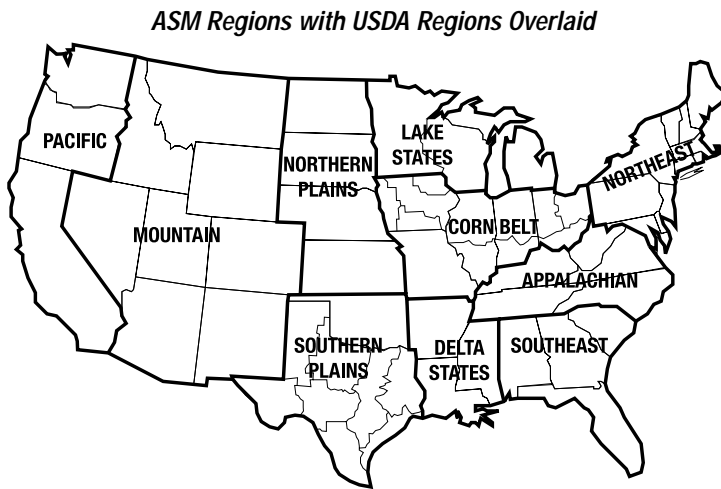 ASM Regions with USDA Regions Overlaid
PACIFIC
MOUNTAIN
NORTHERN
PLAINS
LAKE
STATES
CORN BELT
NORTHEAST
APPALACHIAN
SOUTHERN
PLAINS
DELTA
STATES
SOUTHEAST